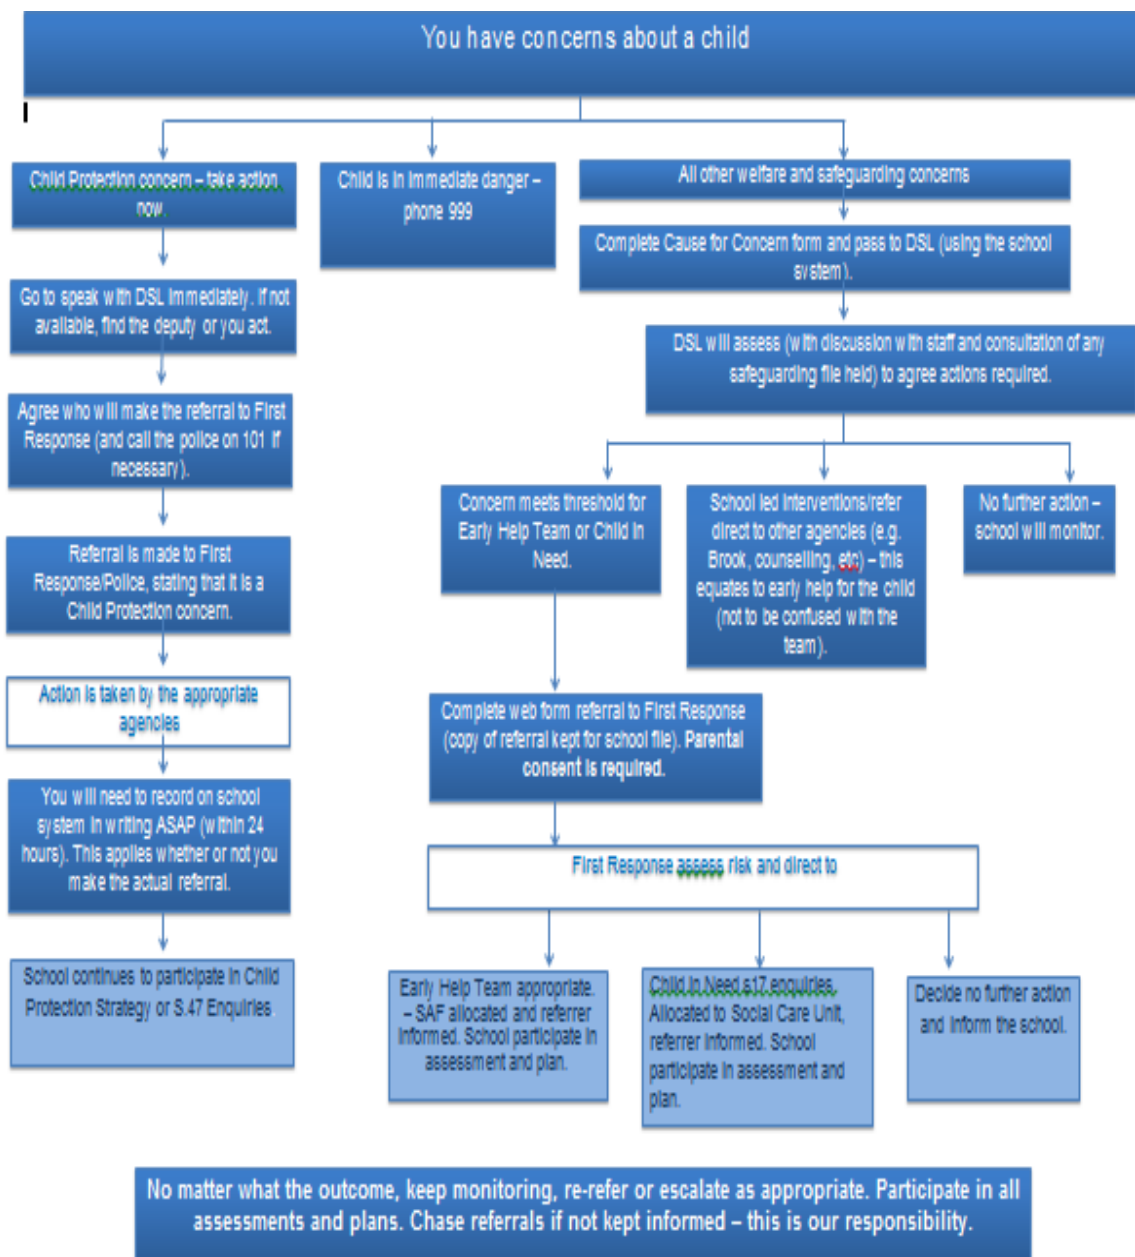 You have concerns about a child
Child Protection concern – take action
now.
Go to speak with DSL immediately. If not
available, find the deputy or you act.
Agree who will make the referral to First
Response (and call the police on 101 if
necessary).
Referral is made to First
Response/Police, stating that it is a
Child Protection concern.
Action is taken by the appropriate
agencies
You will need to record on school
system in writing ASAP (within 24
hours). This applies whether or not you
make the actual referral.
School continues to participate in Child
Protection Strategy or S.47 Enquiries.
Child is in immediate danger –
phone 999
All other welfare and safeguarding concerns
Complete Cause for Concern form and pass to DSL (using the school
system).
DSL will assess (with discussion with staff and consultation of any
safeguarding file held) to agree actions required.
Concern meets threshold for
Early Help Team or Child in
Need.
School led interventions/refer
direct to other agencies (e.g.
Brook, counselling, etc) – this
equates to early help for the child
(not to be confused with the
team).
No further action –
school will monitor.
Complete web form referral to First Response
(copy of referral kept for school file). Parental
consent is required.
First Response assess risk and direct to
Early Help Team appropriate.
– SAF allocated and referrer
informed. School participate in
assessment and plan.
Child in Need s17 enquiries.
Allocated to Social Care Unit,
referrer informed. School
participate in assessment and
plan.
Decide no further action
and inform the school.
No matter what the outcome, keep monitoring, re-refer or escalate as appropriate. Participate in all
assessments and plans. Chase referrals if not kept informed – this is our responsibility.